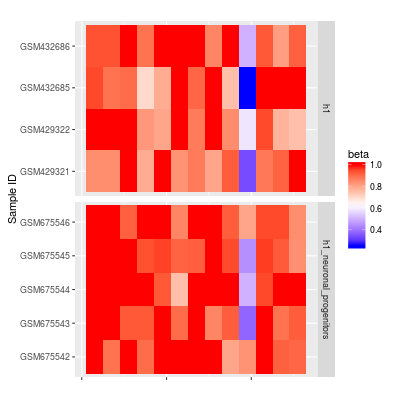 Sample ID
GSM432686
GSM432685
GSM429322
GSM429321
h1
GSM675546
GSM675545
GSM675544
GSM675543
GSM675542
h1_neuronal_progenitors
beta
1.0
0.8
0.6
0.4